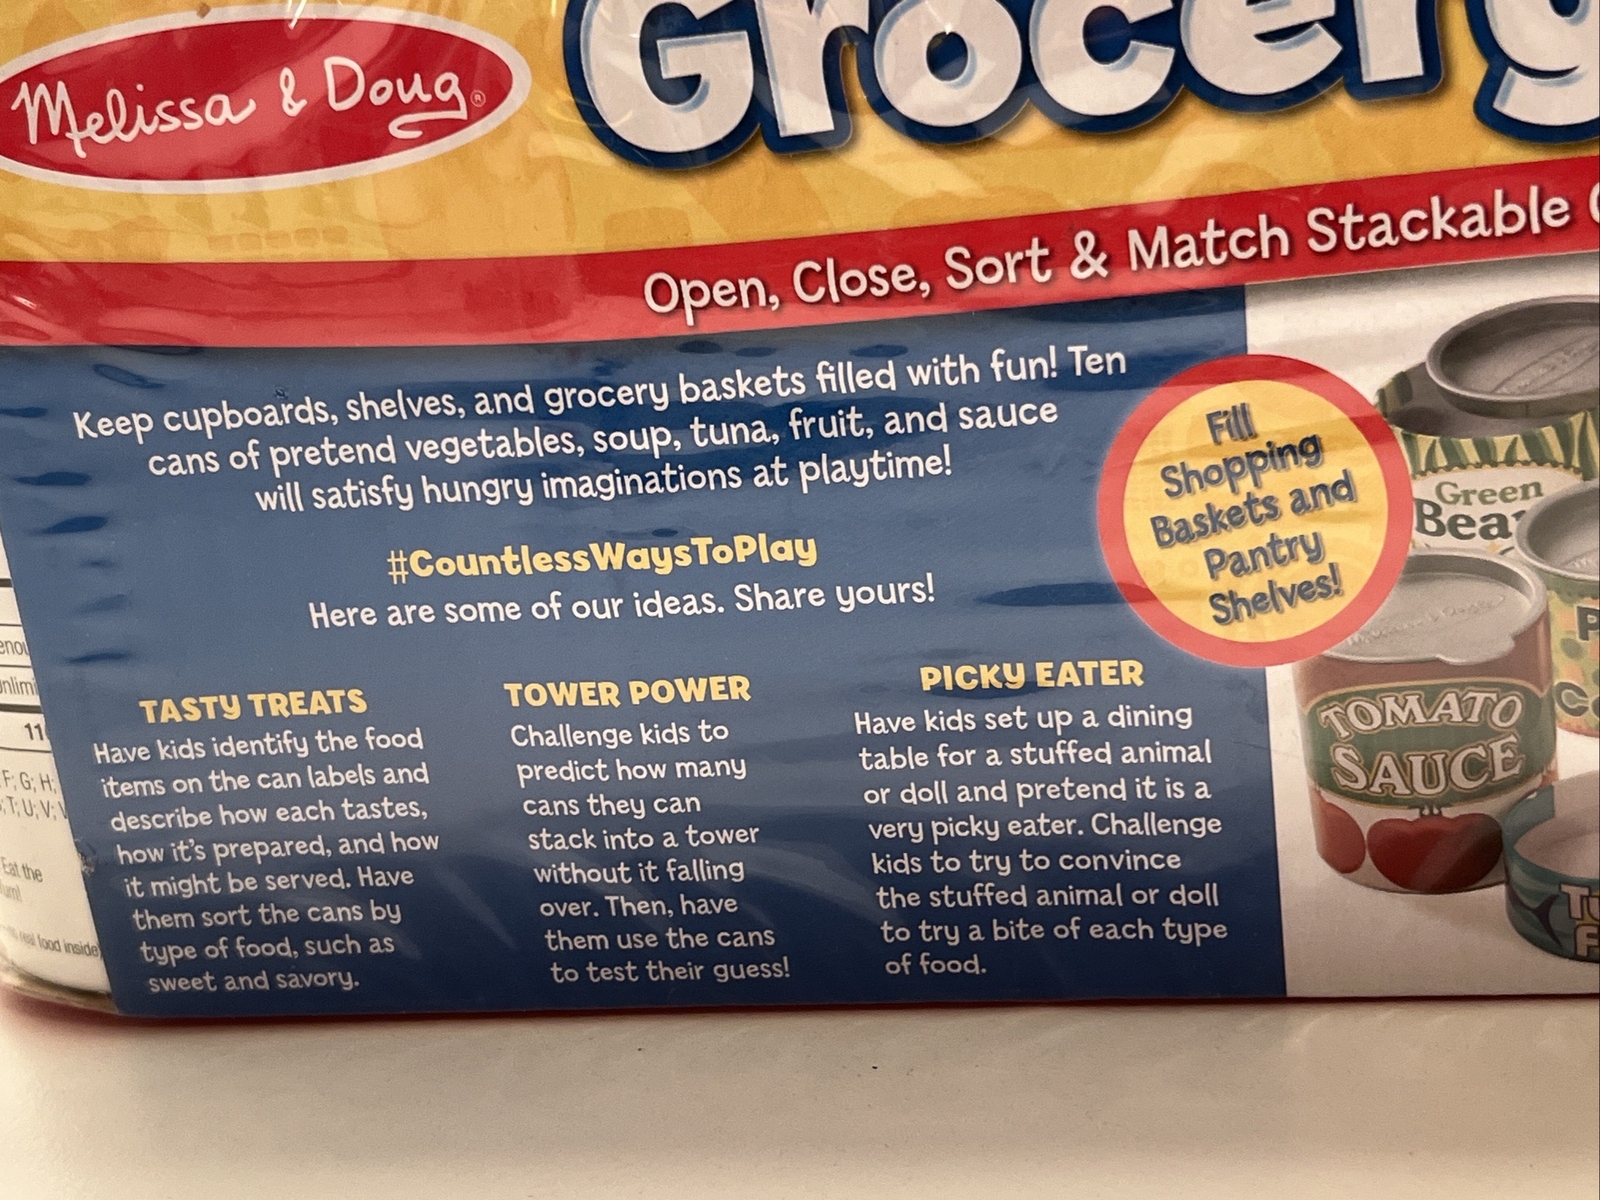 Melissa & Doug®
Grocery
Open, Close, Sort & Match Stackable
Keep cupboards, shelves, and grocery baskets filled with fun! Ten
cans of pretend vegetables, soup, tuna, fruit, and sauce
will satisfy hungry imaginations at playtime!
#CountlessWaysToPlay
Here are some of our ideas. Share yours!
TASTY TREATS
Have kids identify the food
items on the can labels and
describe how each tastes,
how it's prepared, and how
it might be served. Have
them sort the cans by
type of food, such as
sweet and savory.
TOWER POWER
Challenge kids to
predict how many
cans they can
stack into a tower
without it falling
over. Then, have
them use the cans
to test their guess!
PICKY EATER
Have kids set up a dining
table for a stuffed animal
or doll and pretend it is a
very picky eater. Challenge
kids to try to convince
the stuffed animal or doll
to try a bite of each type
of food.
Fill
Shopping
Baskets and
Pantry
Shelves!
Green
Bea
TOMATO
SAUCE
11
F; G; H;
T; U; V;
Eat the
real food inside